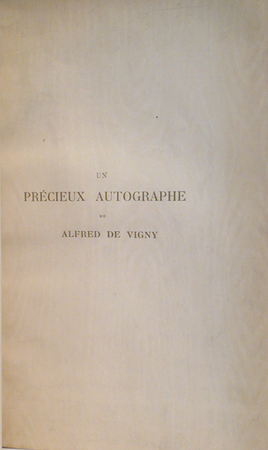 UN
PRÉCIEUX AUTOGRAPHE
DE
ALFRED DE VIGNY